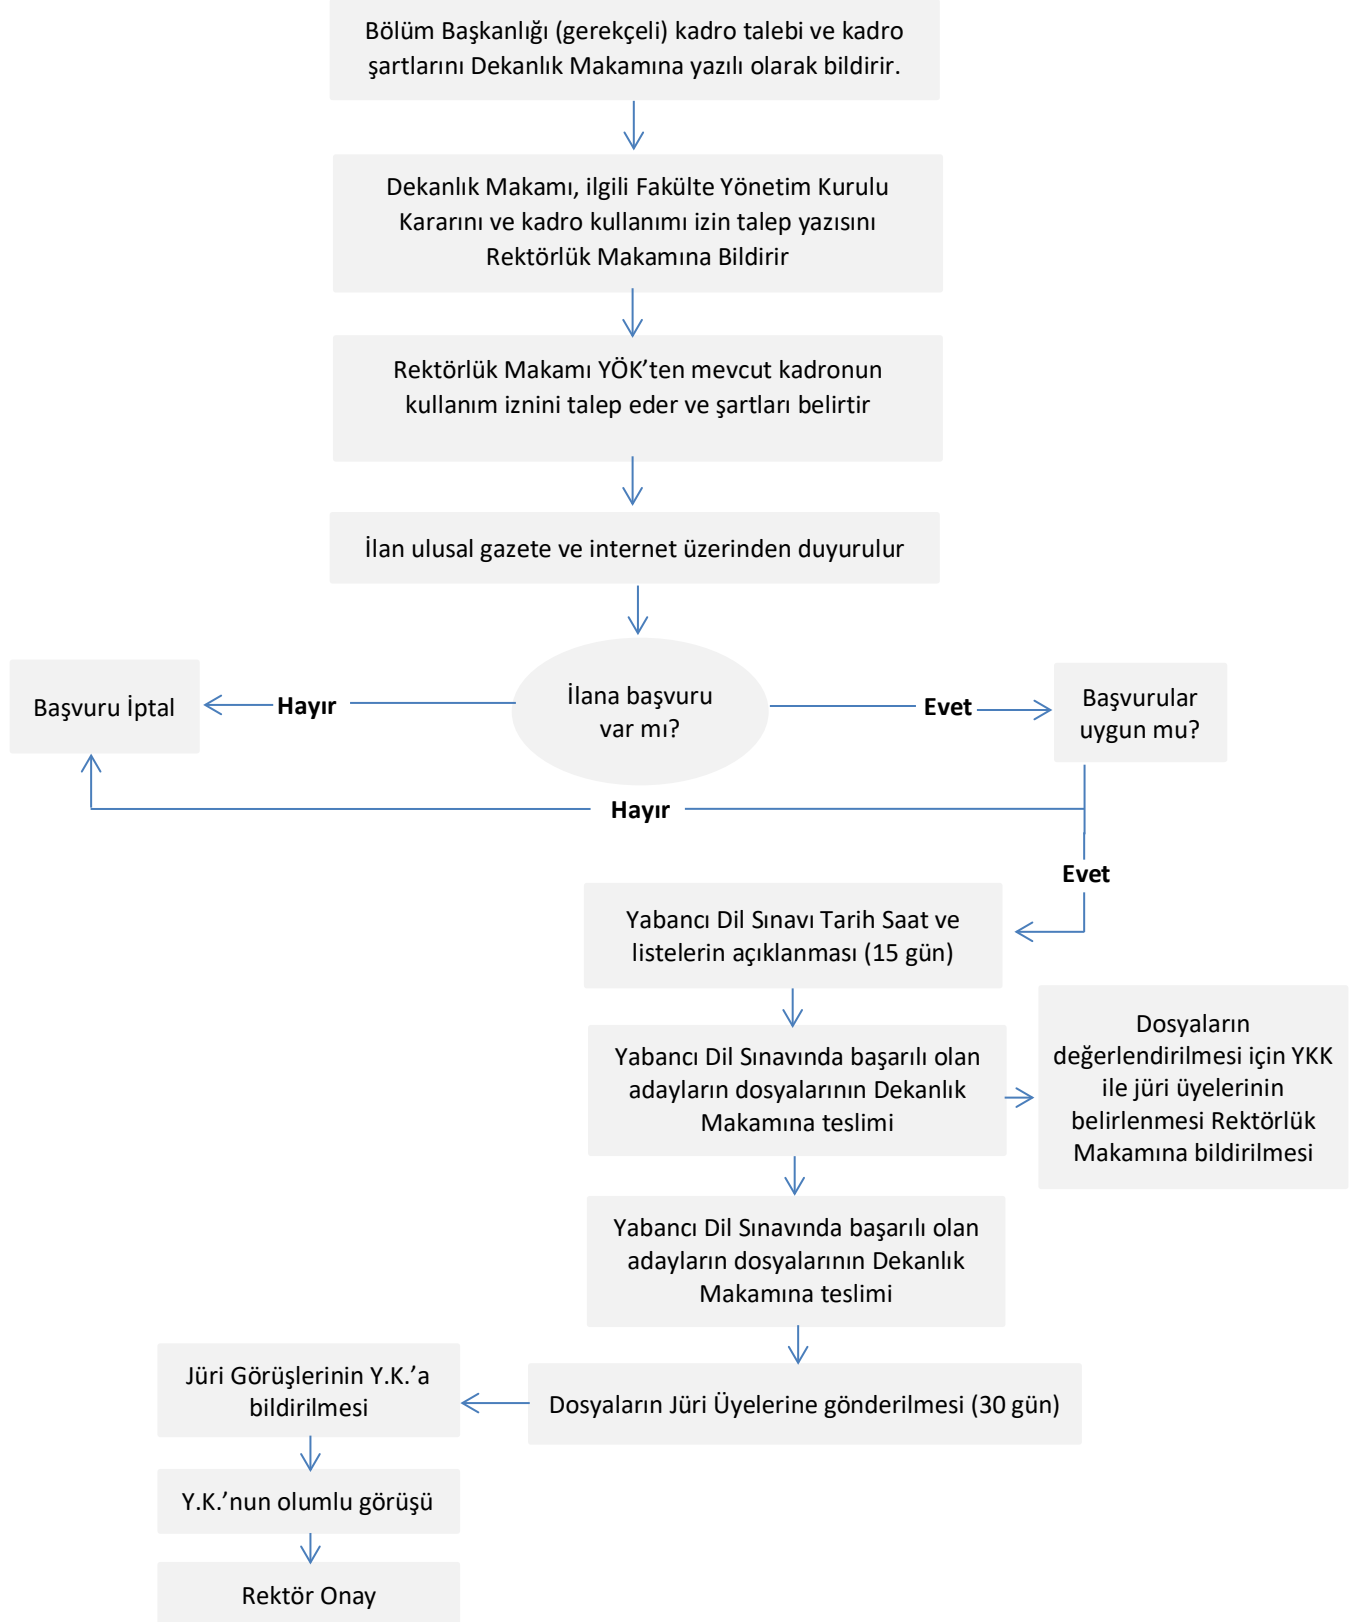 Bölüm Başkanlığı (gerekçeli) kadro talebi ve kadro
şartlarını Dekanlık Makamına yazılı olarak bildirir.
Dekanlık Makamı, ilgili Fakülte Yönetim Kurulu
Kararını ve kadro kullanımı izin talep yazısını
Rektörlük Makamına Bildirir
Rektörlük Makamı YÖK’ten mevcut kadronun
kullanım iznini talep eder ve şartları belirtir
İlan ulusal gazete ve internet üzerinden duyurulur
Başvuru İptal
Hayır
İlana başvuru
var mı?
Evet
Başvurular
uygun mu?
Hayır
Evet
Yabancı Dil Sınavı Tarih Saat ve
listelerin açıklanması (15 gün)
Yabancı Dil Sınavında başarılı olan
adayların dosyalarının Dekanlık
Makamına teslimi
Dosyaların
değerlendirilmesi için YKK
ile jüri üyelerinin
belirlenmesi Rektörlük
Makamına bildirilmesi
Yabancı Dil Sınavında başarılı olan
adayların dosyalarının Dekanlık
Makamına teslimi
Dosyaların Jüri Üyelerine gönderilmesi (30 gün)
Jüri Görüşlerinin Y.K.’a
bildirilmesi
Y.K.’nun olumlu görüşü
Rektör Onay